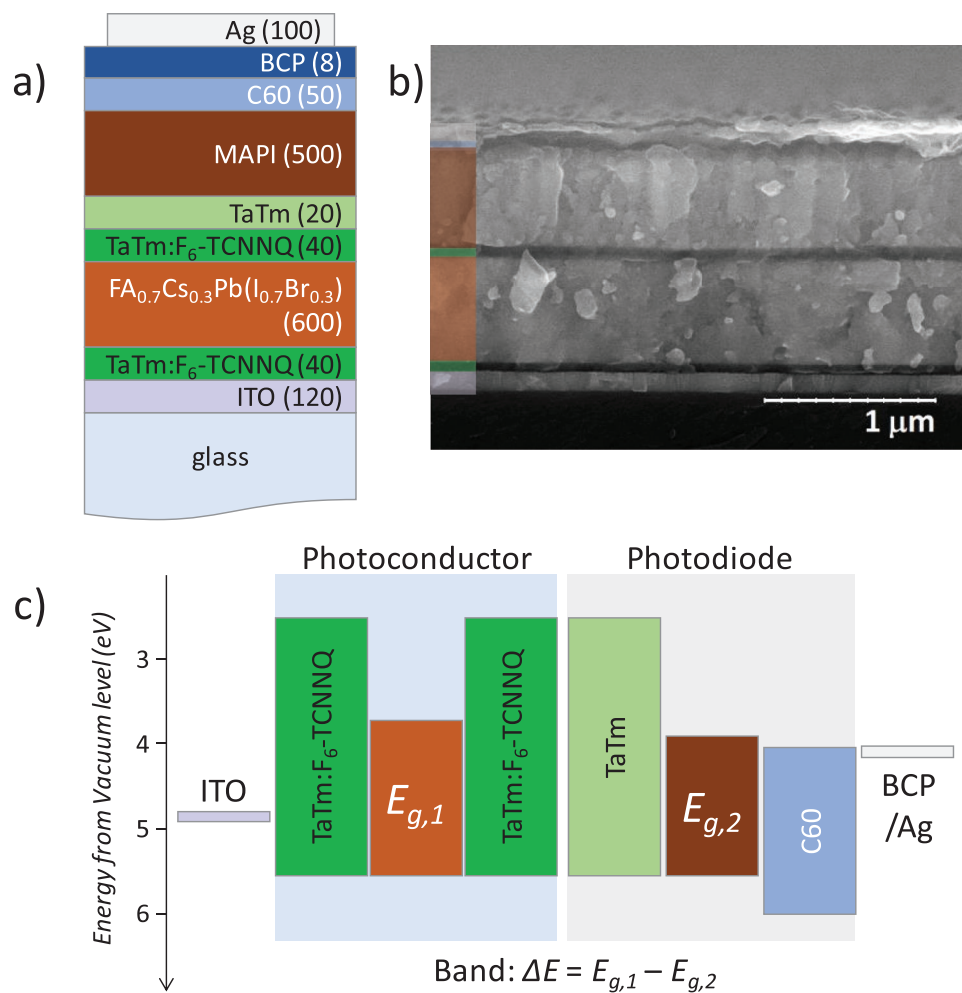 a)
Ag (100)
BCP (8)
C60 (50)
MAPI (500)
TaTm (20)
TaTm:F₆-TCNNQ (40)
FA₀.₇Cs₀.₃Pb(I₀.₇Br₀.₃)
(600)
TaTm:F₆-TCNNQ (40)
ITO (120)
glass
b)
1 μm
c)
Photoconductor
Photodiode
Energy from Vacuum level (eV)
3
4
5
6
ITO
TaTm:F₆-TCNNQ
E₉,₁
TaTm:F₆-TCNNQ
TaTm
E₉,₂
C60
BCP
/Ag
Band: ΔE = Eg,1 – Eg,2